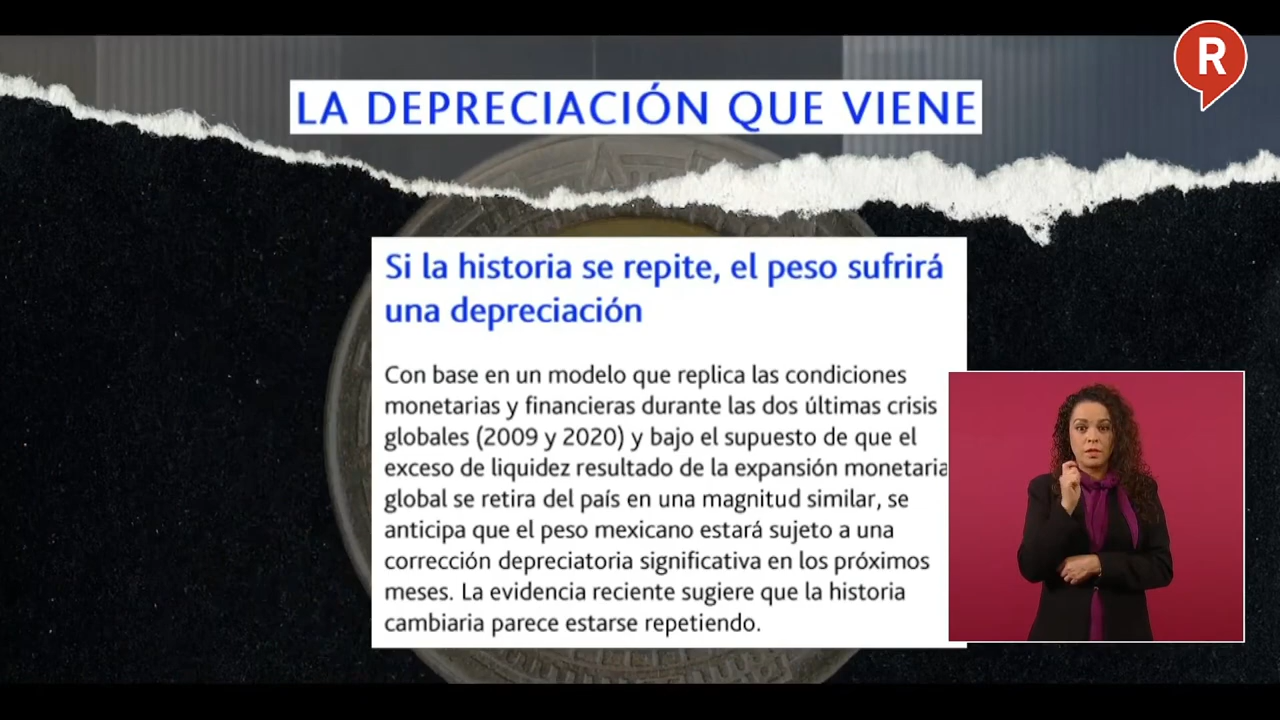 R
LA DEPRECIACIÓN QUE VIENE
Si la historia se repite, el peso sufrirá
una depreciación
Con base en un modelo que replica las condiciones
monetarias y financieras durante las dos últimas crisis
globales (2009 y 2020) y bajo el supuesto de que el
exceso de liquidez resultado de la expansión monetaria
global se retira del país en una magnitud similar, se
anticipa que el peso mexicano estará sujeto a una
corrección depreciatoria significativa en los próximos
meses. La evidencia reciente sugiere que la historia
cambiaria parece estarse repetiendo.